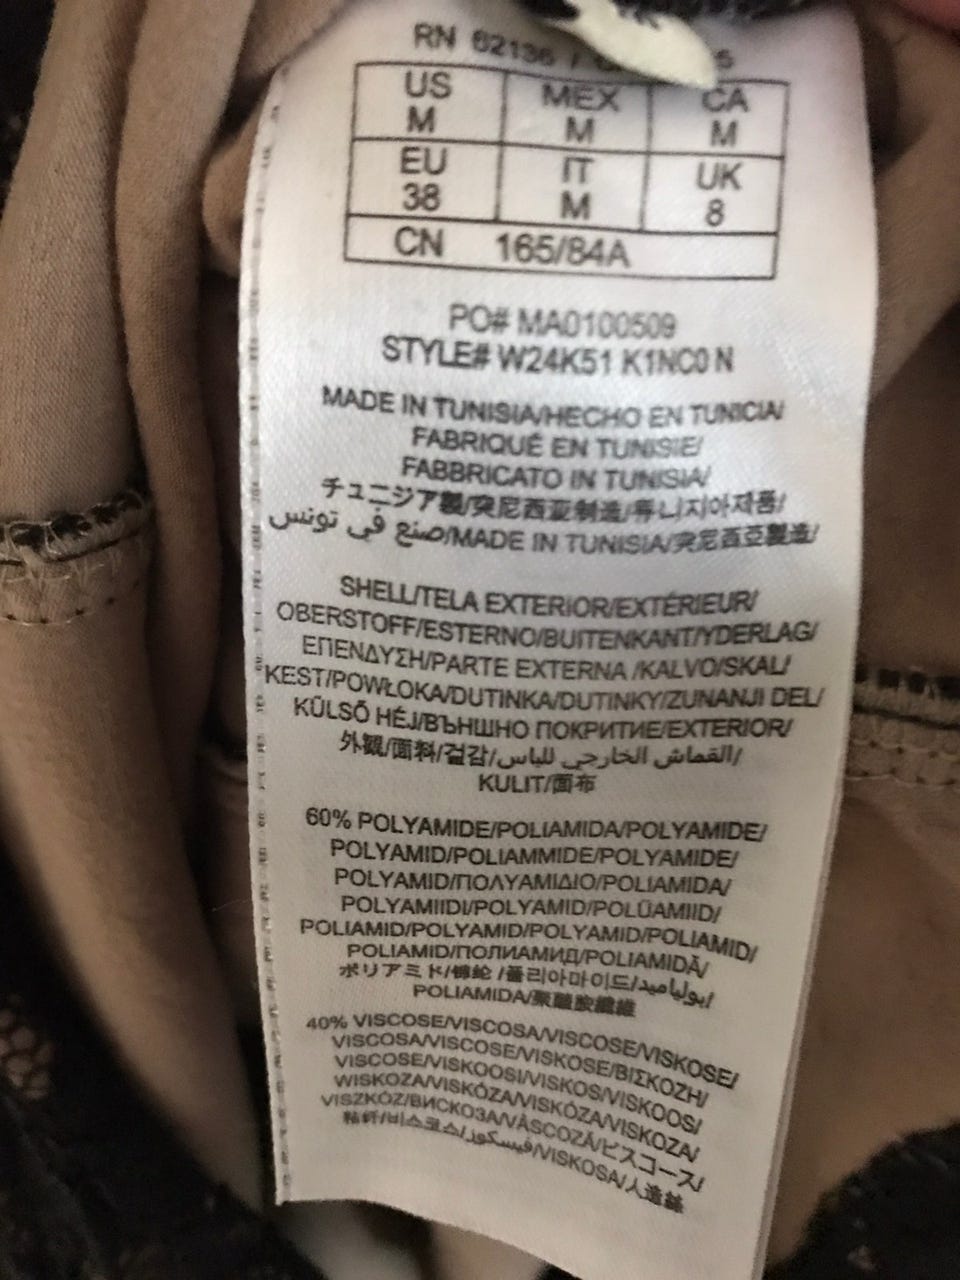 RN 62136 /
US MEX CA
M M M
EU IT UK
38 M 8
CN 165/84A
PO# MA0100509
STYLE# W24K51 K1NC0 N
MADE IN TUNISIA/HECHO EN TUNICIA/
FABRIQUÉ EN TUNISIE/
FABBRICATO IN TUNISIA/
チュニジア製/突尼西亚制造/튜니지아제품/
صنع في تونس/MADE IN TUNISIA/突尼西亞製造/
SHELL/TELA EXTERIOR/EXTÉRIEUR/
OBERSTOFF/ESTERNO/BUITENKANT/YDERLAG/
ΕΠΕΝΔΥΣΗ/PARTE EXTERNA /KALVO/SKAL/
KEST/POWŁOKA/DUTINKA/DUTINKY/ZUNANJI DEL/
KŰLSŐ HÉJ/ВЪНШНО ПОКРИТИЕ/EXTERIOR/
外観/面料/겉감/القماش الخارجي للباس/
KULIT/面布
60% POLYAMIDE/POLIAMIDA/POLYAMIDE/
POLYAMID/POLIAMMIDE/POLYAMIDE/
POLYAMID/ΠΟΛΥΑΜΙΔΙΟ/POLIAMIDA/
POLYAMIIDI/POLYAMID/POLÜAMIID/
POLIAMID/POLYAMID/POLYAMID/POLIAMID/
POLIAMID/ПОЛИАМИД/POLIAMIDĂ/
ポリアミド/锦纶 /폴리아마이드/بولياميد/
POLIAMIDA/聚醯胺纖維
40% VISCOSE/VISCOSA/VISCOSE/VISKOSE/
VISCOSA/VISCOSE/VISKOSE/ΒΙΣΚΟΖΗ/
VISCOSE/VISKOOSI/VISKOS/VISKOOS/
WISKOZA/VISKÓZA/VISKÓZA/VISKOZA/
VISZKÓZ/ВИСКОЗА/VÂSCOZĂ/ビスコース/
粘纤/비스코스/فيسكوز/VISKOSA/人造絲